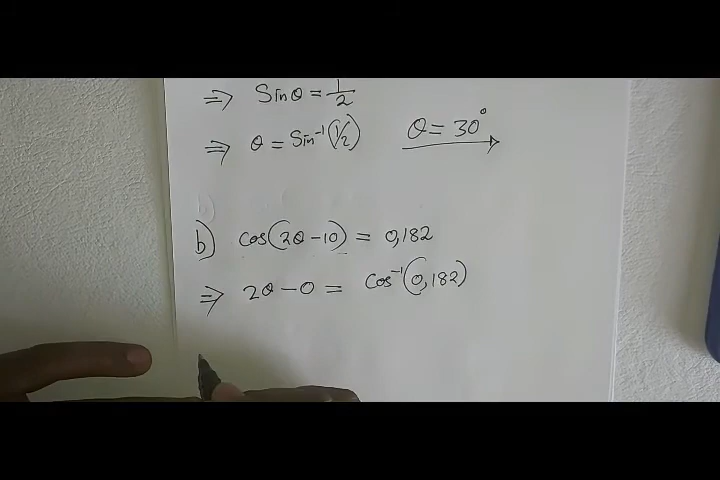 ⇒ Sinθ = 1/2
⇒ θ = Sin⁻¹(1/2) θ = 30°
b) cos(2θ - 10) = 0,182
⇒ 2θ - 0 = cos⁻¹(0,182)